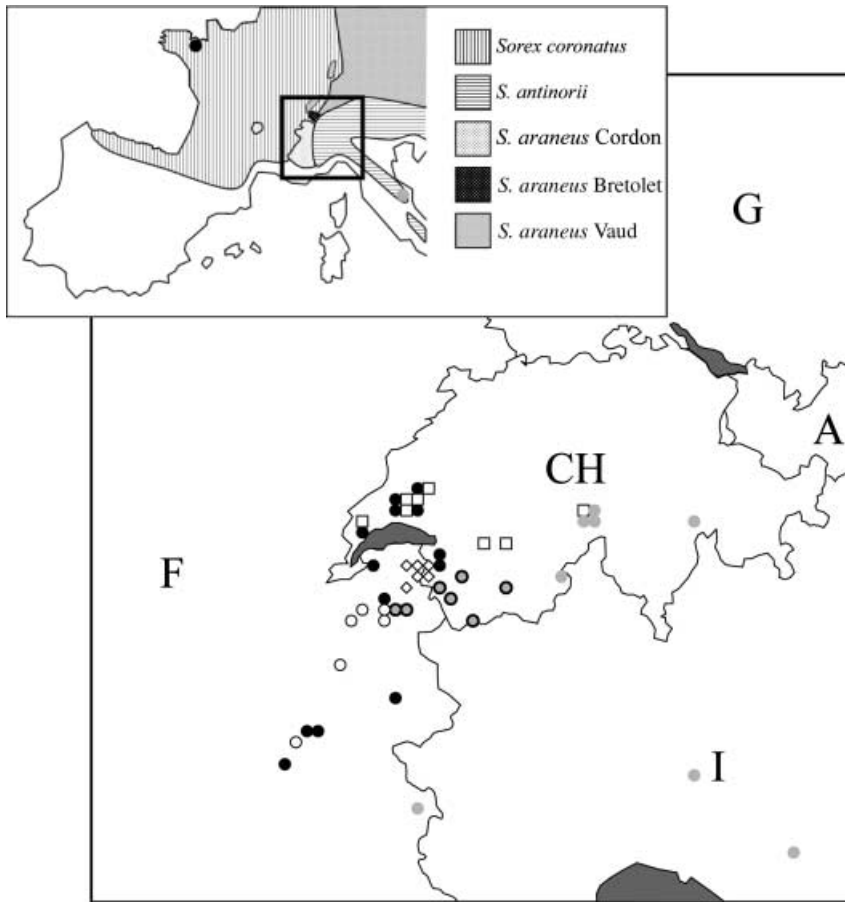 Sorex coronatus
S. antinorii
S. araneus Cordon
S. araneus Bretolet
S. araneus Vaud
G
A
CH
F
I